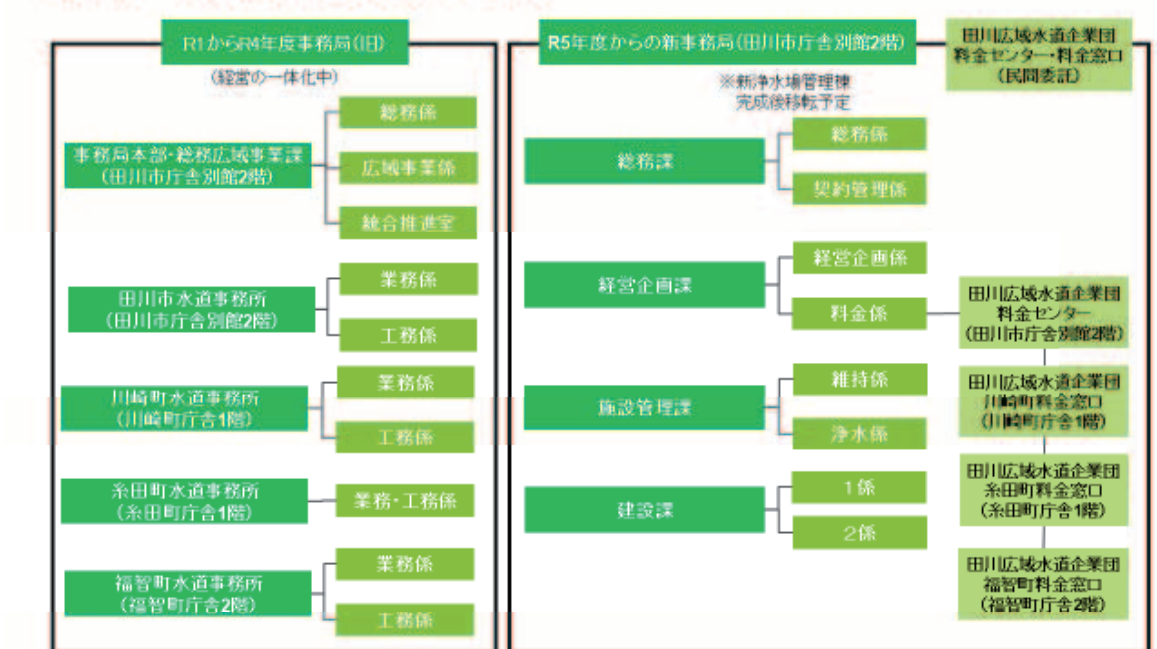 R1からR4年度事務局(旧)
(経営の一体化中)
事務局本部・総務広域事業課
(田川市庁舎別館2階)
総務係
広域事業係
統合推進室
田川市水道事務所
(田川市庁舎別館2階)
業務係
工務係
川崎町水道事務所
(川崎町庁舎1階)
業務係
工務係
糸田町水道事務所
(糸田町庁舎1階)
業務・工務係
福智町水道事務所
(福智町庁舎2階)
業務係
工務係
R5年度からの新事務局(田川市庁舎別館2階)
※新浄水場管理棟
完成後移転予定
総務課
総務係
契約管理係
経営企画課
経営企画係
料金係
施設管理課
維持係
浄水係
建設課
1係
2係
田川広域水道企業団
料金センター・料金窓口
(民間委託)
田川広域水道企業団
料金センター
(田川市庁舎別館2階)
田川広域水道企業団
川崎町料金窓口
(川崎町庁舎1階)
田川広域水道企業団
糸田町料金窓口
(糸田町庁舎1階)
田川広域水道企業団
福智町料金窓口
(福智町庁舎2階)